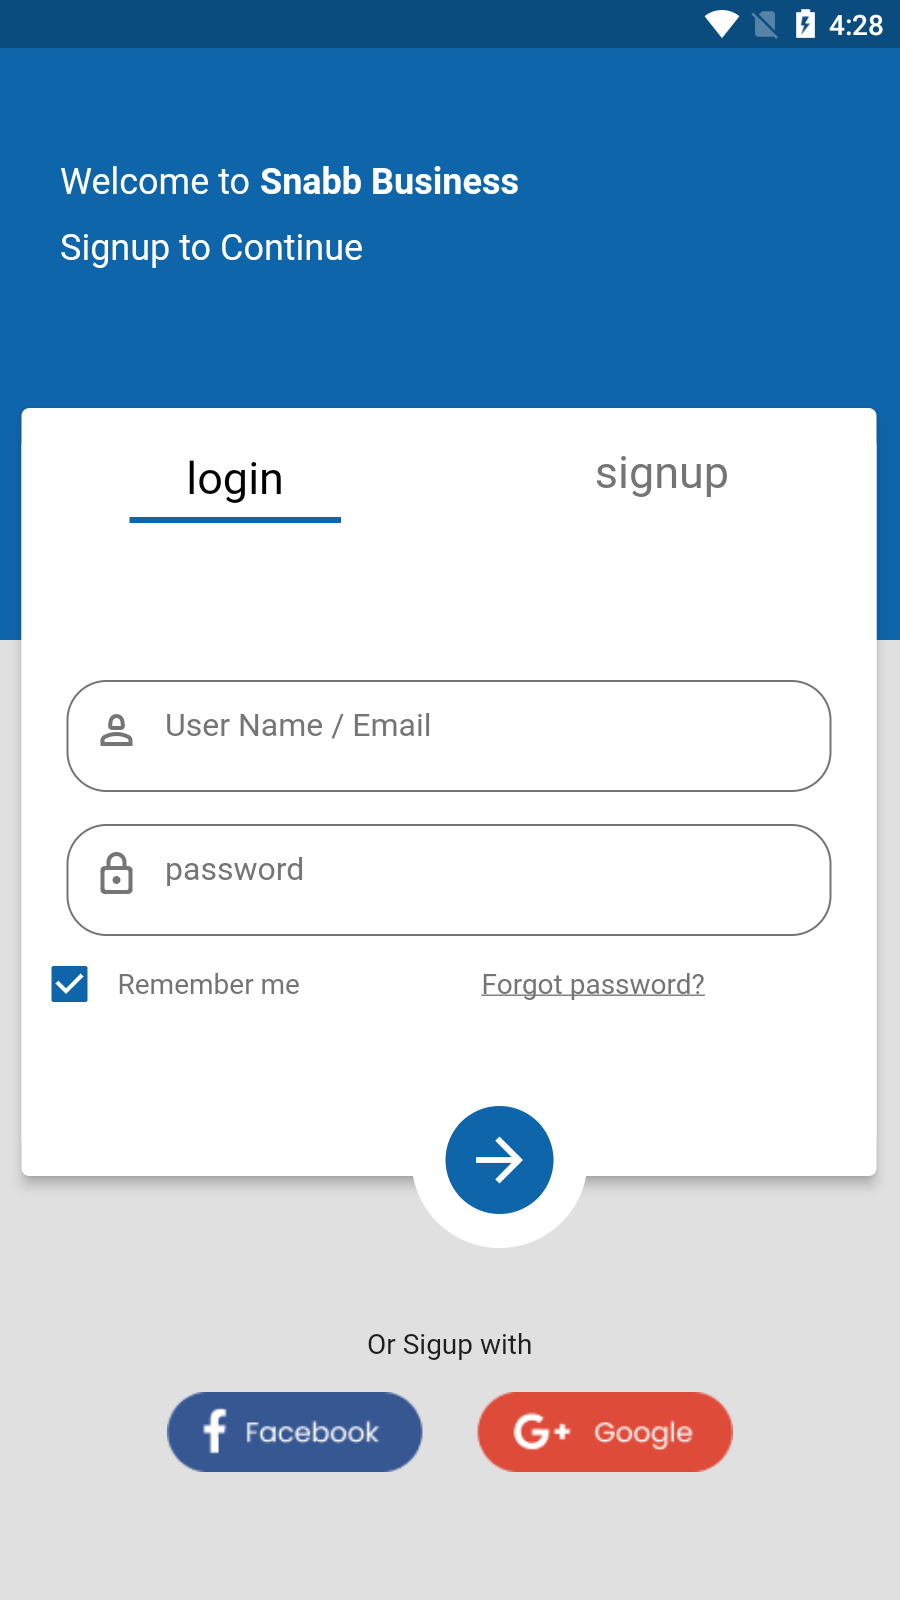 4:28
Welcome to Snabb Business
Signup to Continue
login signup
User Name / Email
password
Remember me Forgot password?
Or Sigup with
f Facebook G+ Google